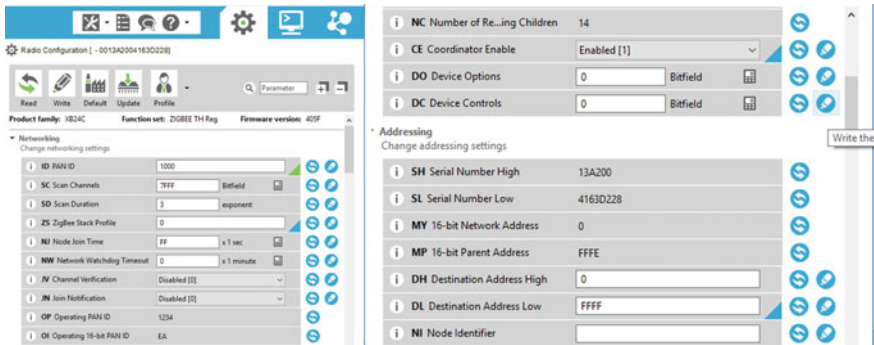 Radio Configuration [ - 0013A2004163D228]
Read Write Default Update Profile
Parameter
Product family: XB24C Function set: ZIGBEE TH Reg Firmware version: 405F
Networking
Change networking settings
i ID PAN ID 1000
i SC Scan Channels 7FFF Bitfield
i SD Scan Duration 3 exponent
i ZS ZigBee Stack Profile 0
i NJ Node Join Time FF x 1 sec
i NW Network Watchdog Timeout 0 x 1 minute
i JV Channel Verification Disabled [0]
i JN Join Notification Disabled [0]
i OP Operating PAN ID 1234
i OI Operating 16-bit PAN ID EA
i NC Number of Re...ing Children 14
i CE Coordinator Enable Enabled [1]
i DO Device Options 0 Bitfield
i DC Device Controls 0 Bitfield
Write the
Addressing
Change addressing settings
i SH Serial Number High 13A200
i SL Serial Number Low 4163D228
i MY 16-bit Network Address 0
i MP 16-bit Parent Address FFFE
i DH Destination Address High 0
i DL Destination Address Low FFFF
i NI Node Identifier